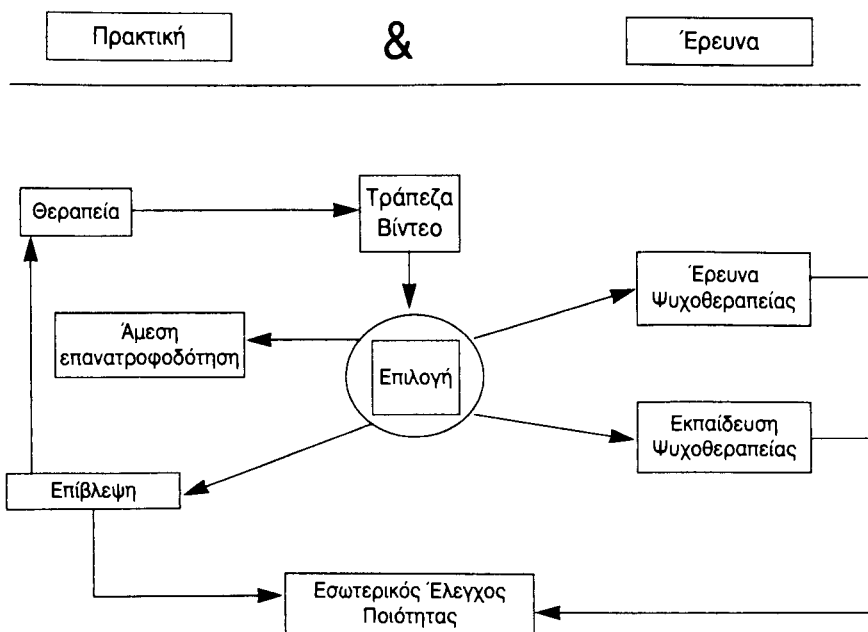 Πρακτική & Έρευνα
Θεραπεία
Τράπεζα
Βίντεο
Έρευνα
Ψυχοθεραπείας
Άμεση
επανατροφοδότηση
Επιλογή
Εκπαίδευση
Ψυχοθεραπείας
Επίβλεψη
Εσωτερικός Έλεγχος
Ποιότητας